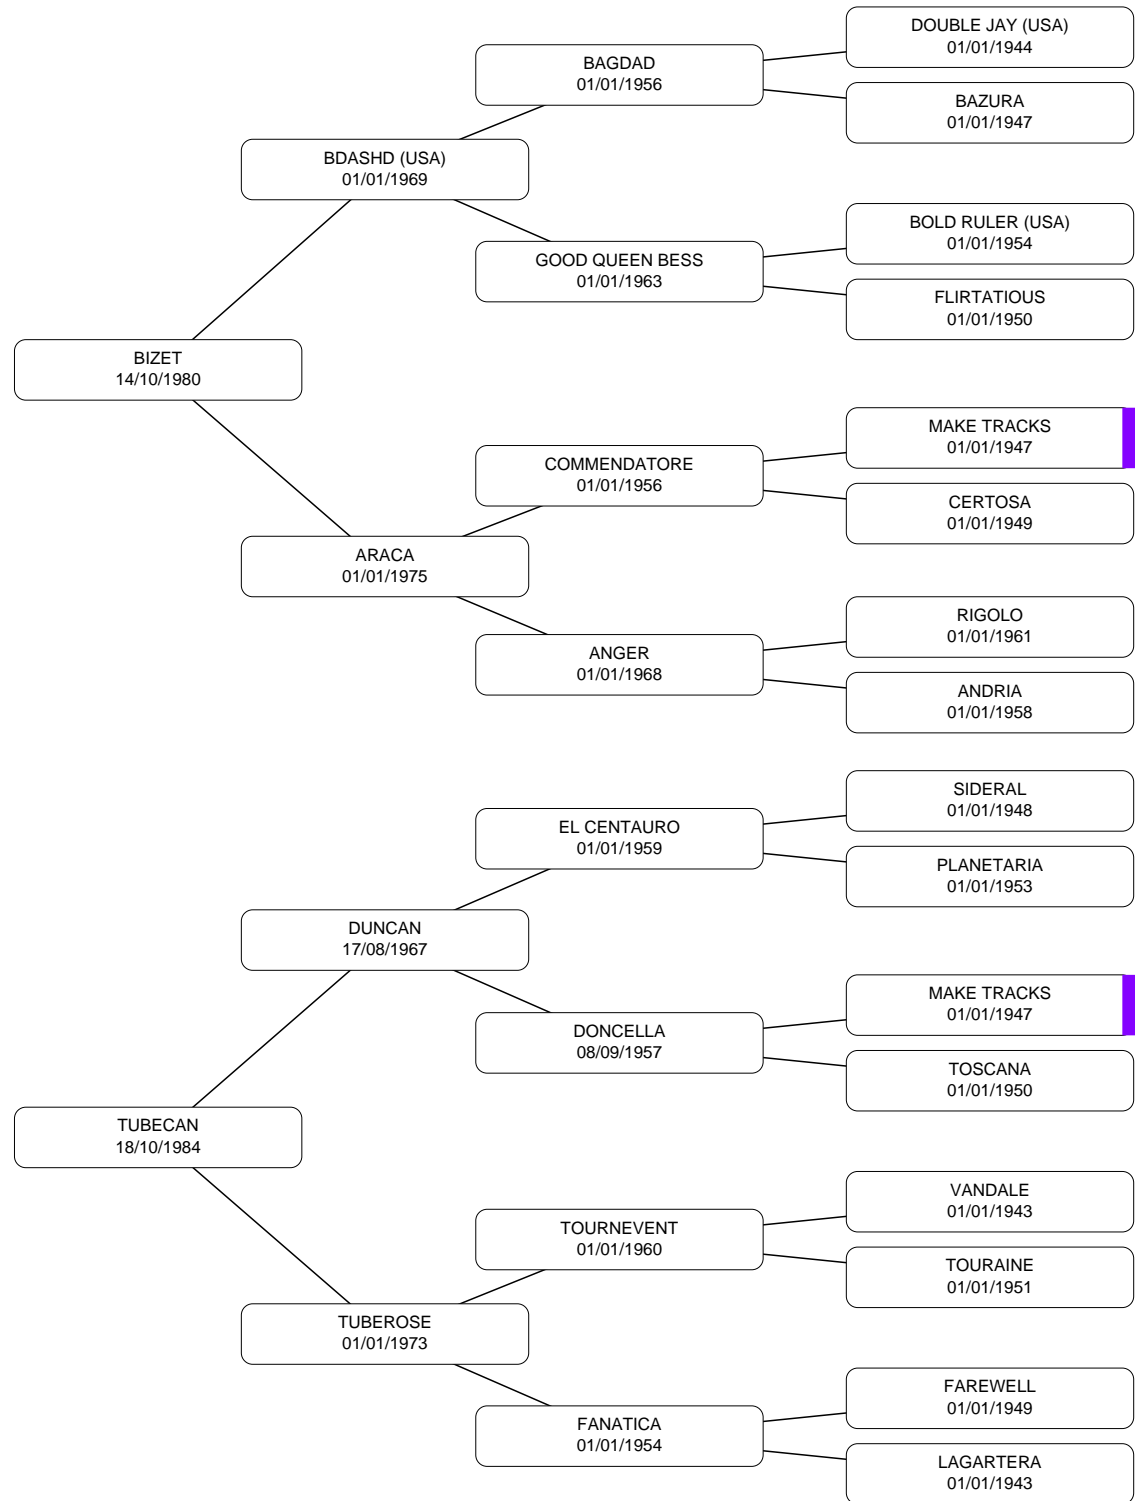 DOUBLE JAY (USA)
01/01/1944
BAGDAD
01/01/1956
BAZURA
01/01/1947
BDASHD (USA)
01/01/1969
BOLD RULER (USA)
01/01/1954
GOOD QUEEN BESS
01/01/1963
FLIRTATIOUS
01/01/1950
BIZET
14/10/1980
MAKE TRACKS
01/01/1947
COMMENDATORE
01/01/1956
CERTOSA
01/01/1949
ARACA
01/01/1975
RIGOLO
01/01/1961
ANGER
01/01/1968
ANDRIA
01/01/1958
SIDERAL
01/01/1948
EL CENTAURO
01/01/1959
PLANETARIA
01/01/1953
DUNCAN
17/08/1967
MAKE TRACKS
01/01/1947
DONCELLA
08/09/1957
TOSCANA
01/01/1950
TUBECAN
18/10/1984
VANDALE
01/01/1943
TOURNEVENT
01/01/1960
TOURAINE
01/01/1951
TUBEROSE
01/01/1973
FAREWELL
01/01/1949
FANATICA
01/01/1954
LAGARTERA
01/01/1943